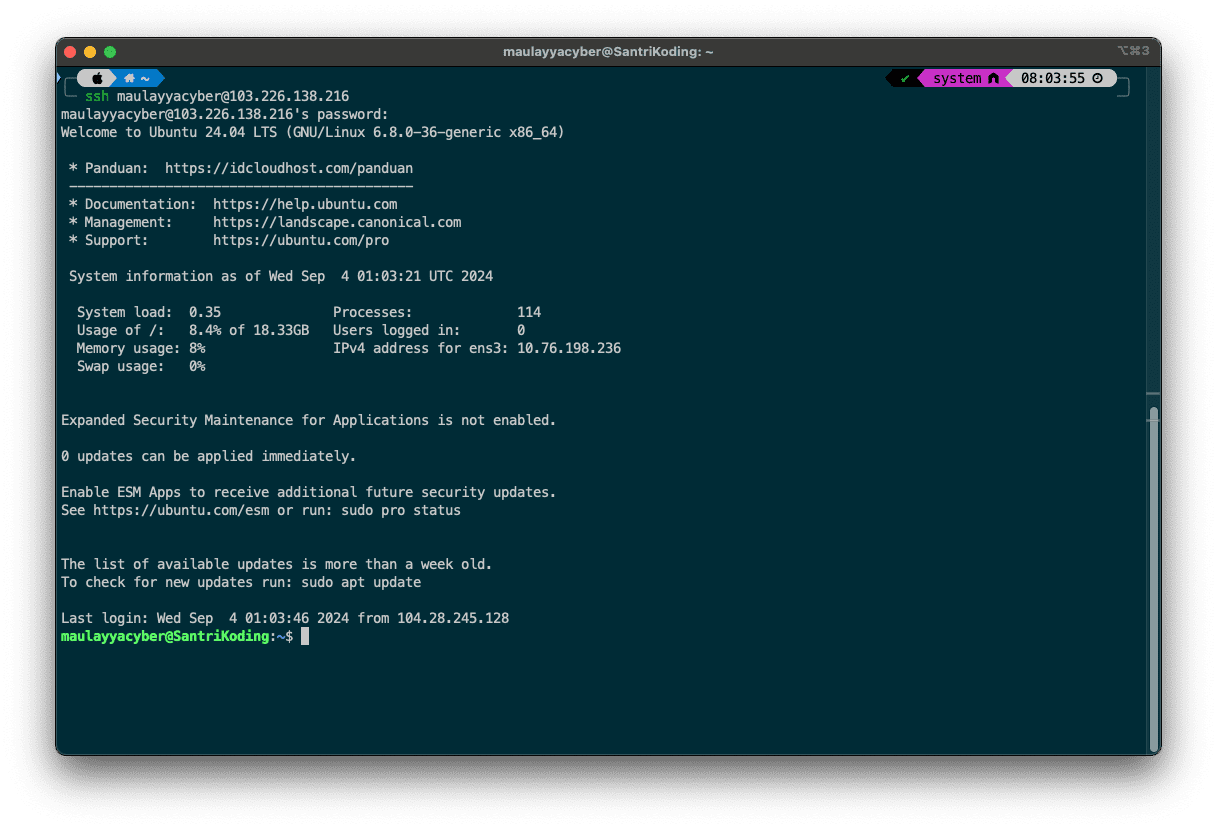 maulayyacyber@SantriKoding: ~
⌥⌘3
~
✔ system 08:03:55
ssh maulayyacyber@103.226.138.216
maulayyacyber@103.226.138.216's password:
Welcome to Ubuntu 24.04 LTS (GNU/Linux 6.8.0-36-generic x86_64)
* Panduan:  https://idcloudhost.com/panduan
-------------------------------------------
* Documentation:  https://help.ubuntu.com
* Management:     https://landscape.canonical.com
* Support:        https://ubuntu.com/pro
System information as of Wed Sep  4 01:03:21 UTC 2024
System load:  0.35               Processes:             114
Usage of /:   8.4% of 18.33GB   Users logged in:       0
Memory usage: 8%                IPv4 address for ens3: 10.76.198.236
Swap usage:   0%
Expanded Security Maintenance for Applications is not enabled.
0 updates can be applied immediately.
Enable ESM Apps to receive additional future security updates.
See https://ubuntu.com/esm or run: sudo pro status
The list of available updates is more than a week old.
To check for new updates run: sudo apt update
Last login: Wed Sep  4 01:03:46 2024 from 104.28.245.128
maulayyacyber@SantriKoding:~$